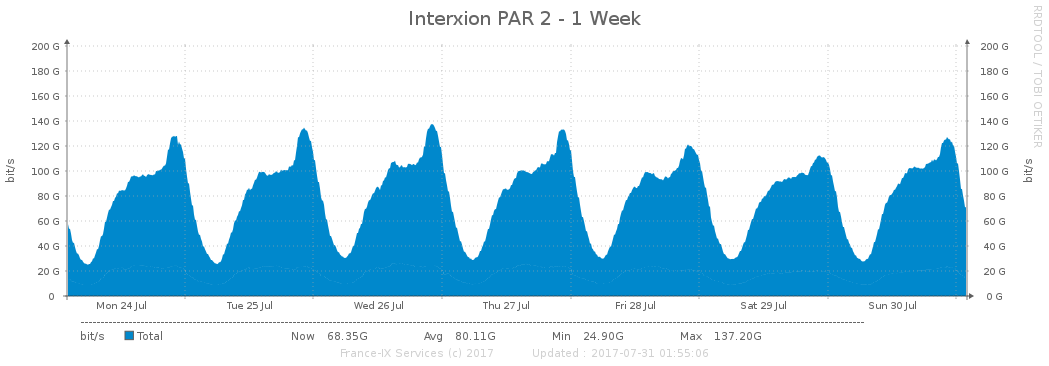 Interxion PAR 2 - 1 Week
RRDTOOL / TOBI OETIKER
200 G 200 G
180 G 180 G
160 G 160 G
140 G 140 G
120 G 120 G
100 G 100 G
80 G 80 G
60 G 60 G
40 G 40 G
20 G 20 G
0 0 G
bit/s
bit/s
Mon 24 Jul Tue 25 Jul Wed 26 Jul Thu 27 Jul Fri 28 Jul Sat 29 Jul Sun 30 Jul
bit/s Total Now 68.35G Avg 80.11G Min 24.90G Max 137.20G
France-IX Services (c) 2017 Updated : 2017-07-31 01:55:06